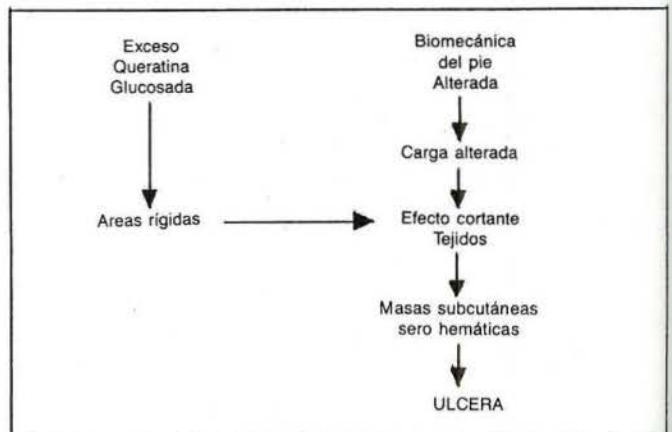 Exceso
Queratina
Glucosada
Areas rígidas
Biomecánica
del pie
Alterada
Carga alterada
Efecto cortante
Tejidos
Masas subcutáneas
sero hemáticas
ULCERA